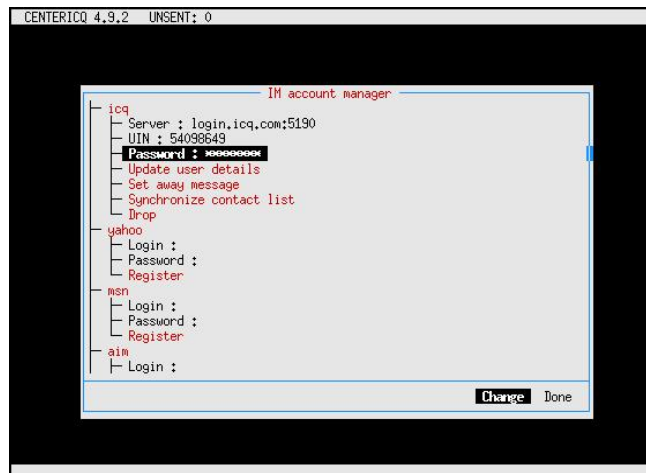 CENTERICQ 4.9.2 UNSENT: 0
IM account manager
icq
Server : login.icq.com:5190
UIN : 54098649
Password : ********
Update user details
Set away message
Synchronize contact list
Drop
yahoo
Login :
Password :
Register
msn
Login :
Password :
Register
aim
Login :
Change Done